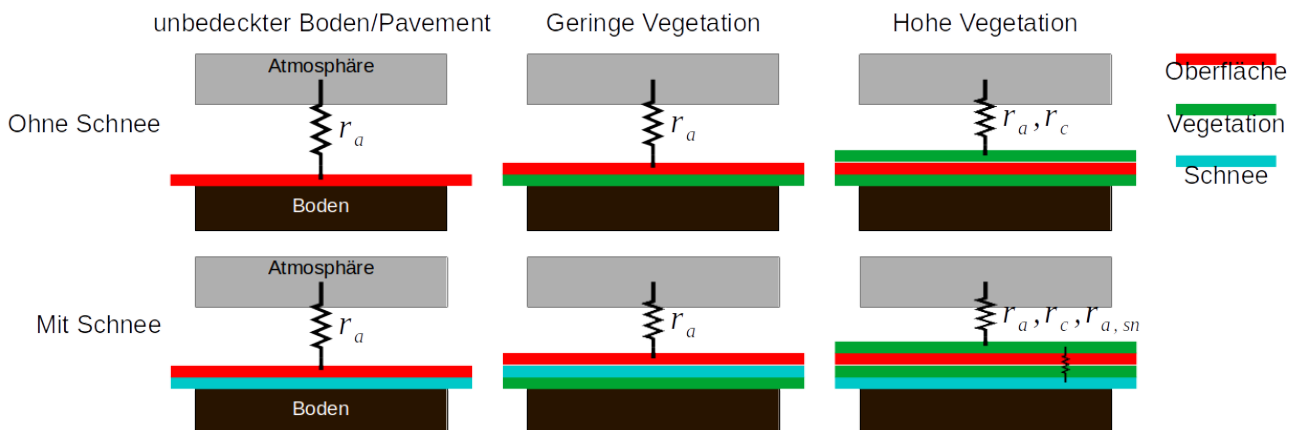 unbedeckter Boden/Pavement
Geringe Vegetation
Hohe Vegetation
Oberfläche
Vegetation
Schnee
Ohne Schnee
Atmosphäre
r_a
r_a
r_a, r_c
Boden
Mit Schnee
Atmosphäre
r_a
r_a
r_a, r_c, r_a, sn
Boden